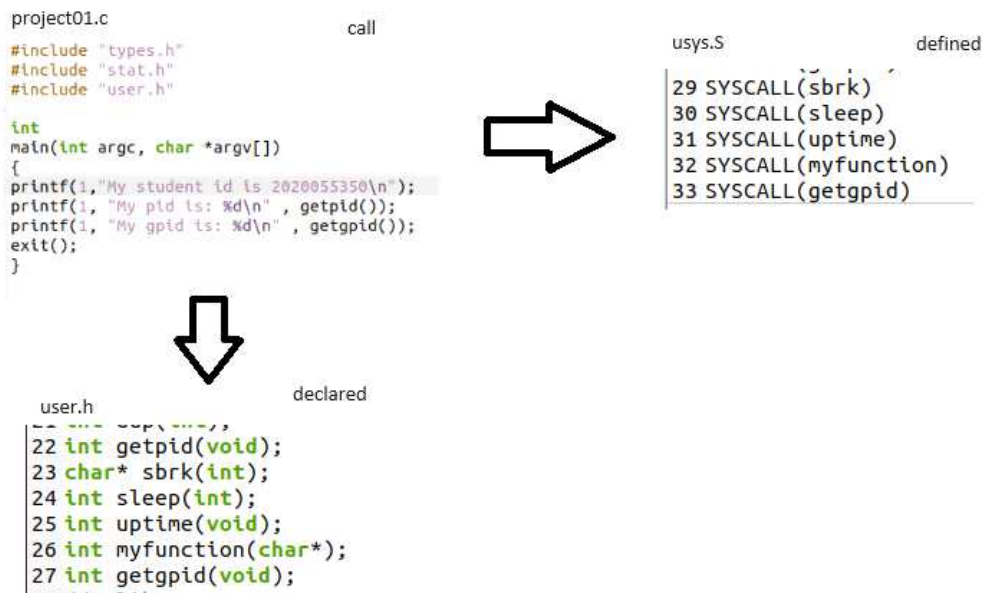 project01.c
call
#include "types.h"
#include "stat.h"
#include "user.h"
int
main(int argc, char *argv[])
{
printf(1,"My student id is 2020055350\n");
printf(1, "My pid is: %d\n" , getpid());
printf(1, "My gpid is: %d\n" , getgpid());
exit();
}
usys.S
defined
29 SYSCALL(sbrk)
30 SYSCALL(sleep)
31 SYSCALL(uptime)
32 SYSCALL(myfunction)
33 SYSCALL(getgpid)
user.h
declared
22 int getpid(void);
23 char* sbrk(int);
24 int sleep(int);
25 int uptime(void);
26 int myfunction(char*);
27 int getgpid(void);